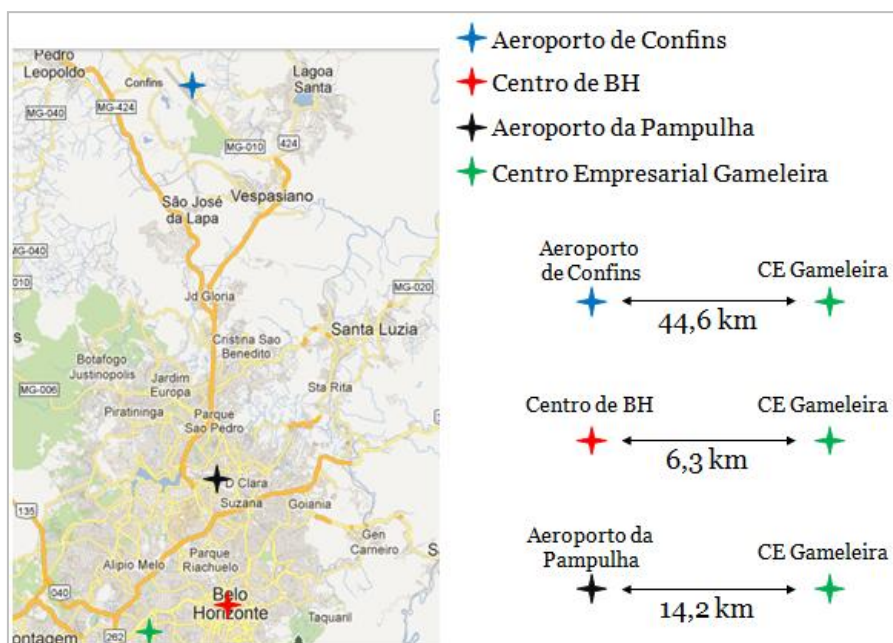 Pedro
Leopoldo
Confins
Lagoa
Santa
MG-424
MG-040
MG-010
424
São José
da Lapa
Vespasiano
MG-040
010
MG-020
Jd Gloria
Santa Luzia
s
Cristina Sao
Benedito
Botafogo
Justinopolis
Jardim
Europa
Sta Rita
MG-006
Piratininga
Parque
Sao Pedro
D Clara
Suzana
Goiania
135
Gen
Carneiro
S
Alipio Melo
Parque
Riachuelo
040
Belo
Horizonte
Taquaril
ontagem
262
Aeroporto de Confins
Centro de BH
Aeroporto da Pampulha
Centro Empresarial Gameleira
Aeroporto
de Confins
CE Gameleira
44,6 km
Centro de BH
CE Gameleira
6,3 km
Aeroporto da
Pampulha
CE Gameleira
14,2 km